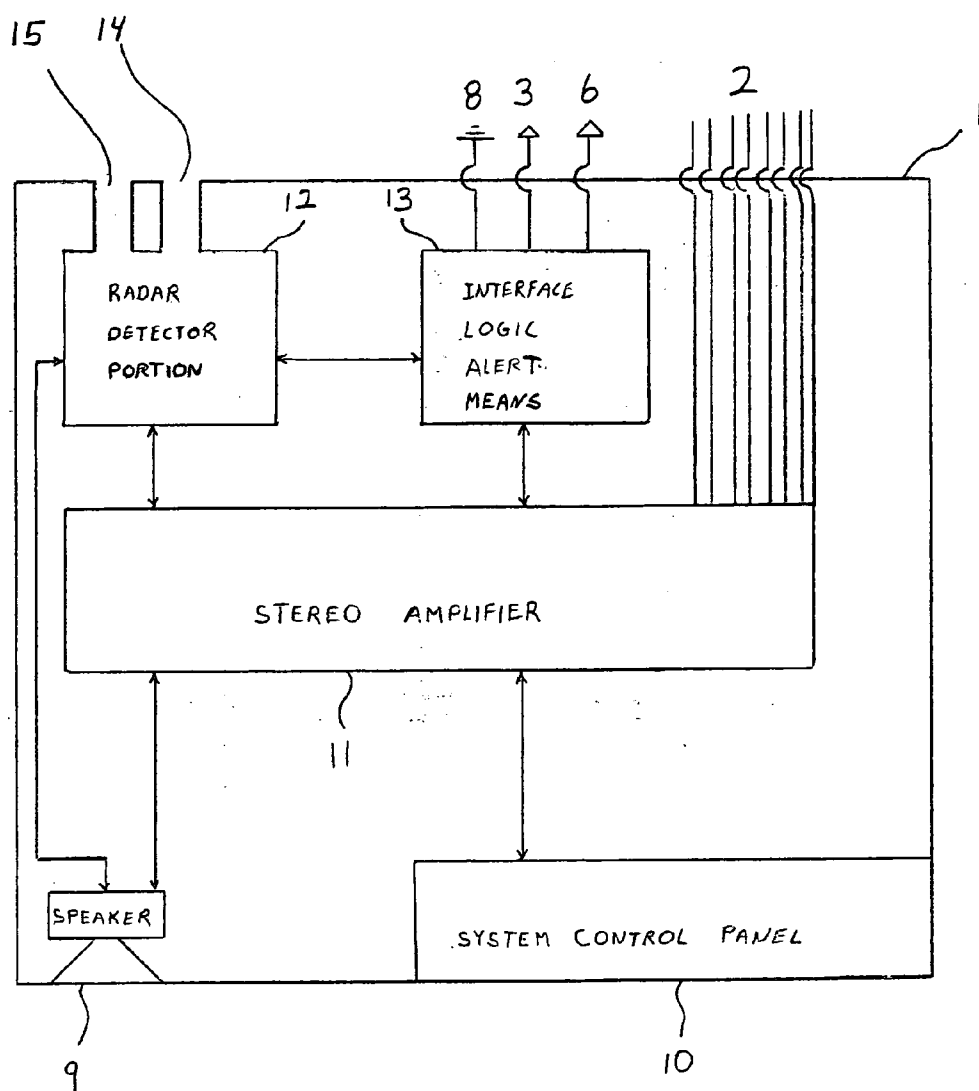 15 14
8 3 6 2
1
12 13
RADAR
DETECTOR
PORTION
INTERFACE
LOGIC
ALERT
MEANS
STEREO AMPLIFIER
11
SPEAKER
SYSTEM CONTROL PANEL
9 10